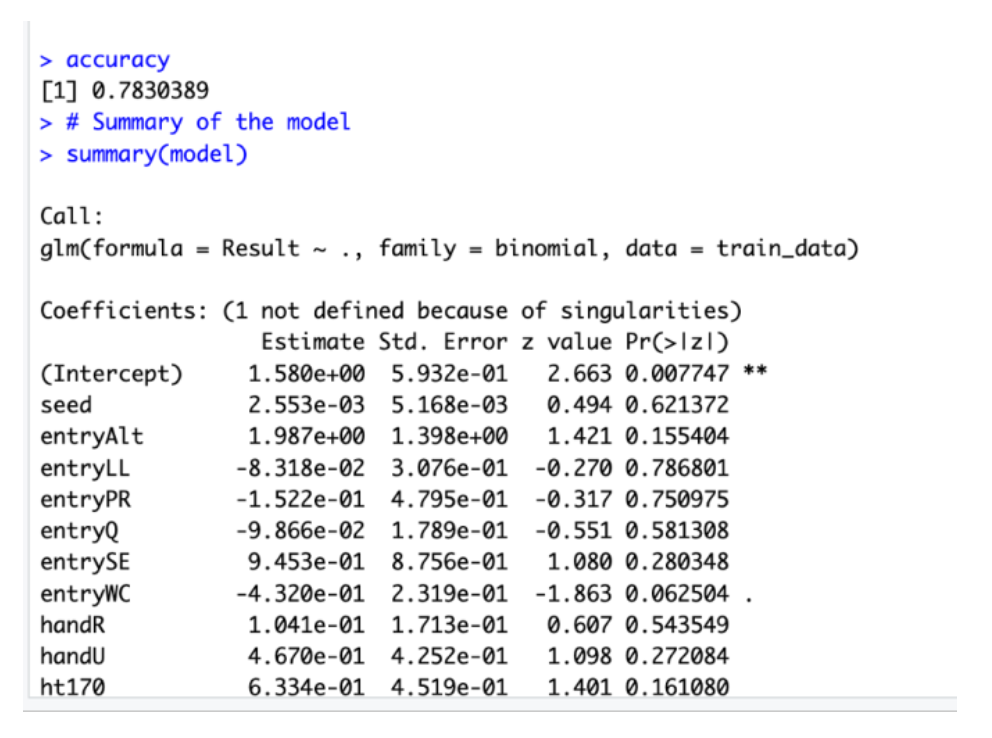 > accuracy
[1] 0.7830389
> # Summary of the model
> summary(model)
Call:
glm(formula = Result ~ ., family = binomial, data = train_data)
Coefficients: (1 not defined because of singularities)
Estimate Std. Error z value Pr(>|z|)
(Intercept) 1.580e+00 5.932e-01 2.663 0.007747 **
seed 2.553e-03 5.168e-03 0.494 0.621372
entryAlt 1.987e+00 1.398e+00 1.421 0.155404
entryLL -8.318e-02 3.076e-01 -0.270 0.786801
entryPR -1.522e-01 4.795e-01 -0.317 0.750975
entryQ -9.866e-02 1.789e-01 -0.551 0.581308
entrySE 9.453e-01 8.756e-01 1.080 0.280348
entryWC -4.320e-01 2.319e-01 -1.863 0.062504 .
handR 1.041e-01 1.713e-01 0.607 0.543549
handU 4.670e-01 4.252e-01 1.098 0.272084
ht170 6.334e-01 4.519e-01 1.401 0.161080